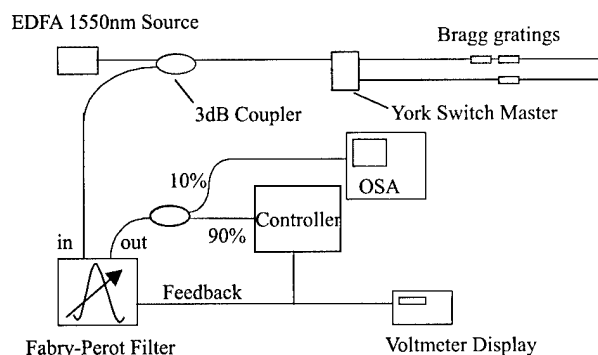 EDFA 1550nm Source
Bragg gratings
3dB Coupler
York Switch Master
10%
OSA
in
out
90%
Controller
Feedback
Fabry-Perot Filter
Voltmeter Display